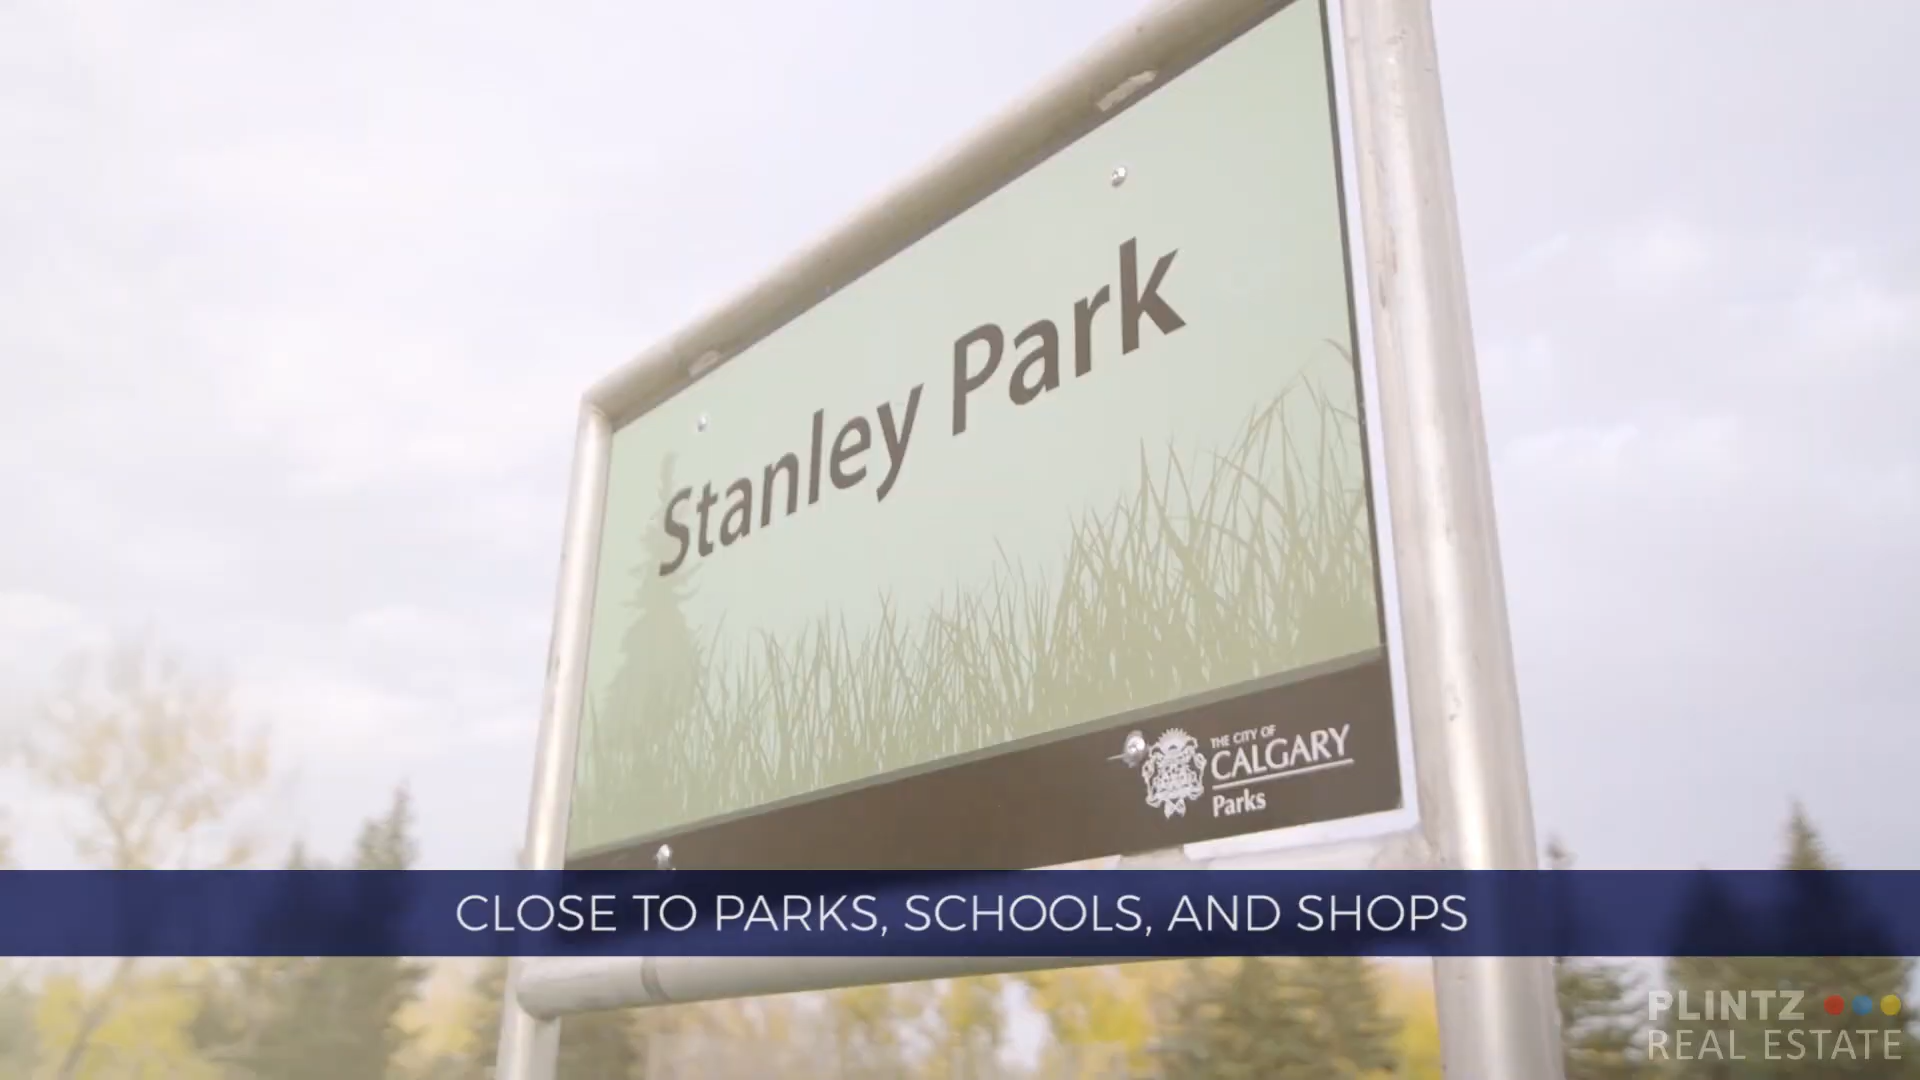 Stanley Park
THE CITY OF
CALGARY
Parks
CLOSE TO PARKS, SCHOOLS, AND SHOPS
PLINTZ
REAL ESTATE